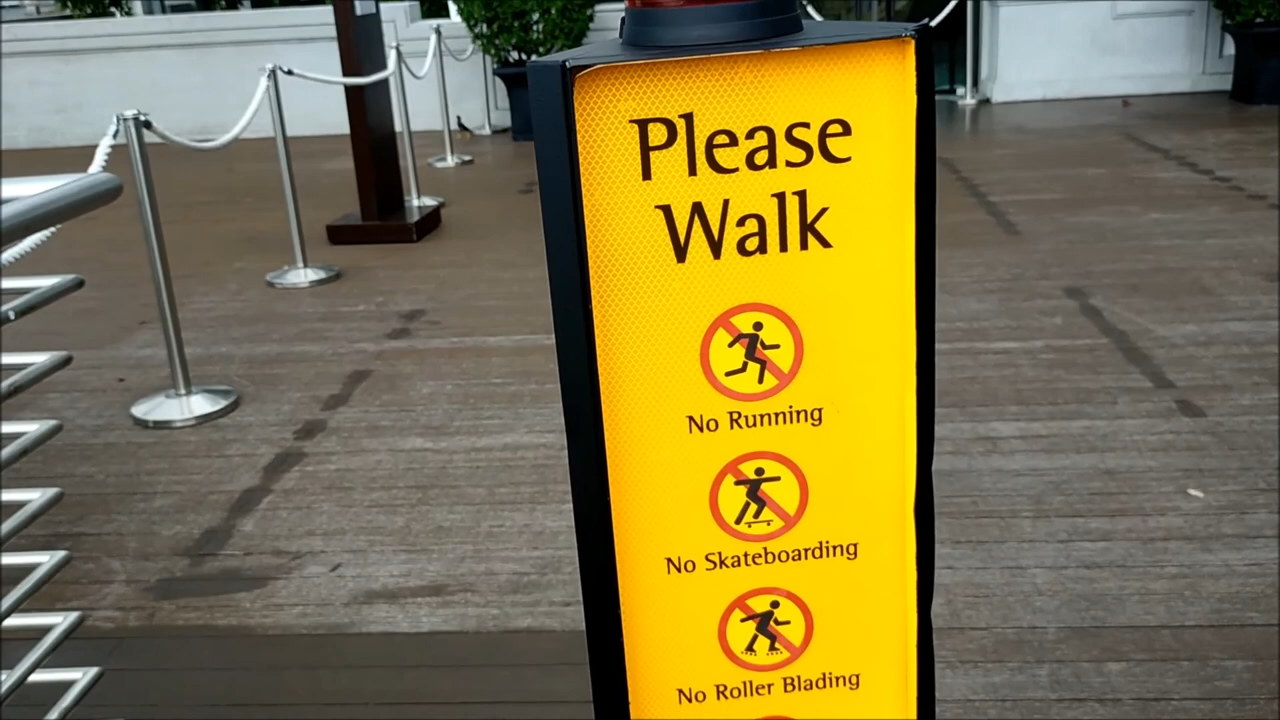 Please
Walk
No Running
No Skateboarding
No Roller Blading